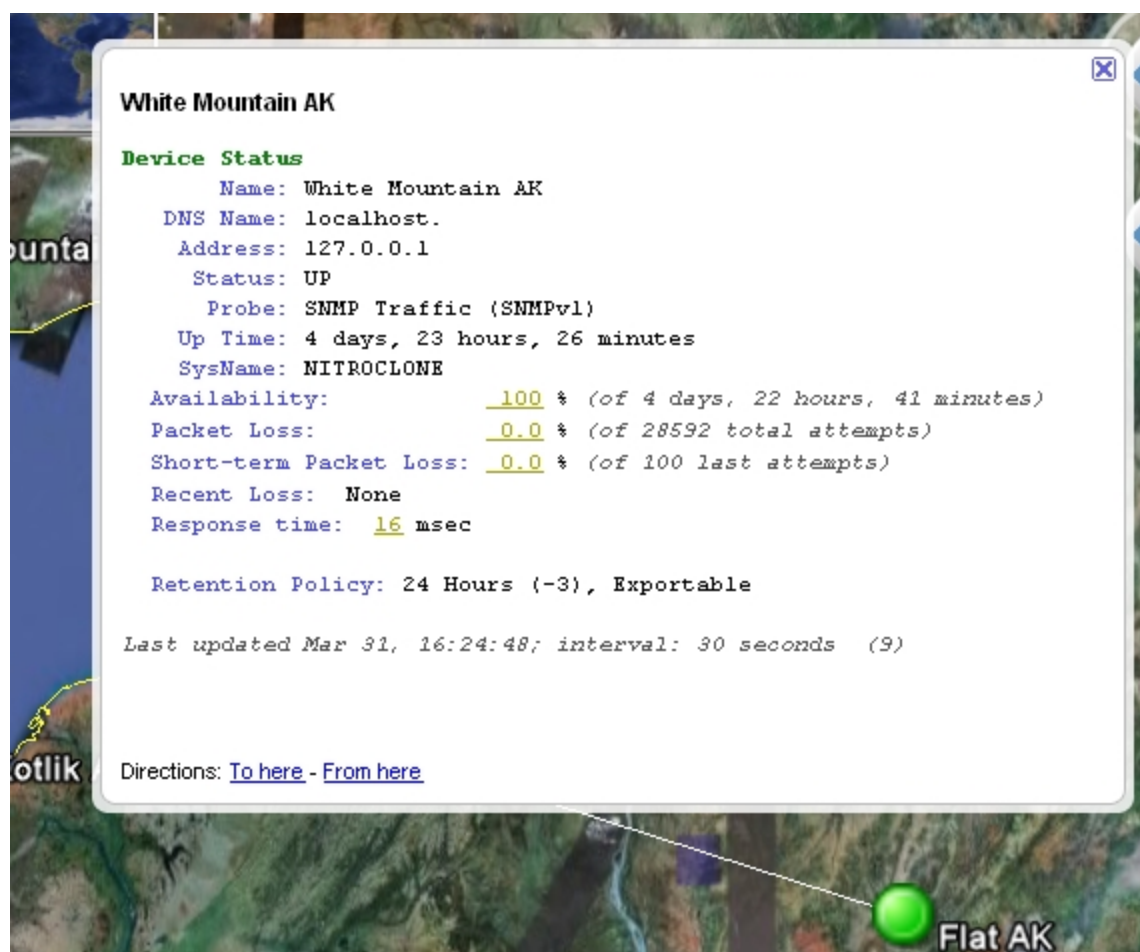 White Mountain AK
Device Status
Name: White Mountain AK
DNS Name: localhost.
Address: 127.0.0.1
Status: UP
Probe: SNMP Traffic (SNMPv1)
Up Time: 4 days, 23 hours, 26 minutes
SysName: NITROCLONE
Availability: 100 % (of 4 days, 22 hours, 41 minutes)
Packet Loss: 0.0 % (of 28592 total attempts)
Short-term Packet Loss: 0.0 % (of 100 last attempts)
Recent Loss: None
Response time: 16 msec
Retention Policy: 24 Hours (-3), Exportable
Last updated Mar 31, 16:24:48; interval: 30 seconds (9)
Directions: To here - From here
ounta
otlik
Flat AK